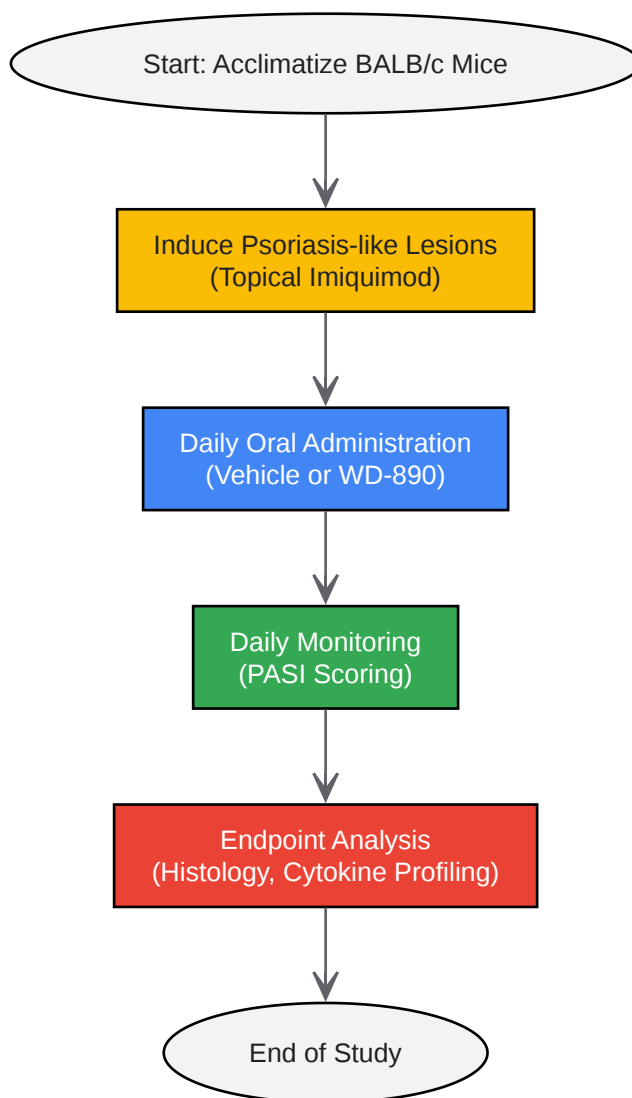 Start: Acclimatize BALB/c Mice
Induce Psoriasis-like Lesions
(Topical Imiquimod)
Daily Oral Administration
(Vehicle or WD-890)
Daily Monitoring
(PASI Scoring)
Endpoint Analysis
(Histology, Cytokine Profiling)
End of Study